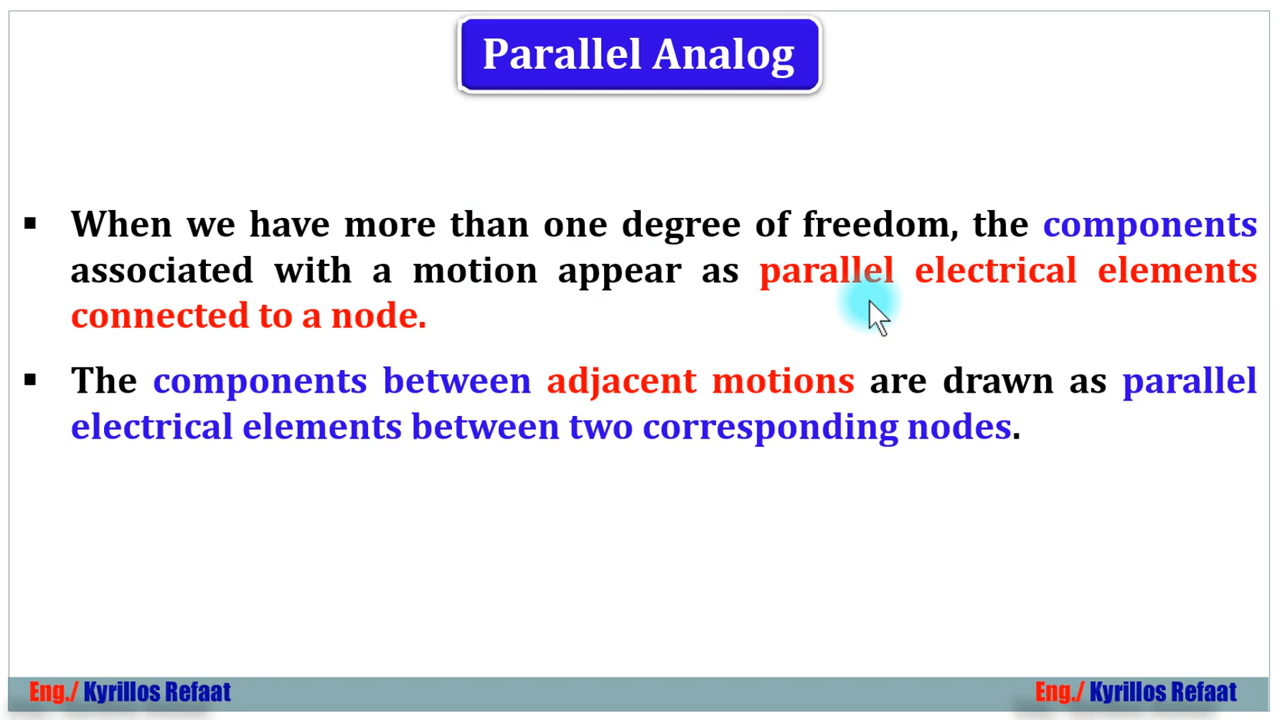 Parallel Analog
▪ When we have more than one degree of freedom, the components
associated with a motion appear as parallel electrical elements
connected to a node.
▪ The components between adjacent motions are drawn as parallel
electrical elements between two corresponding nodes.
Eng./ Kyrillos Refaat
Eng./ Kyrillos Refaat